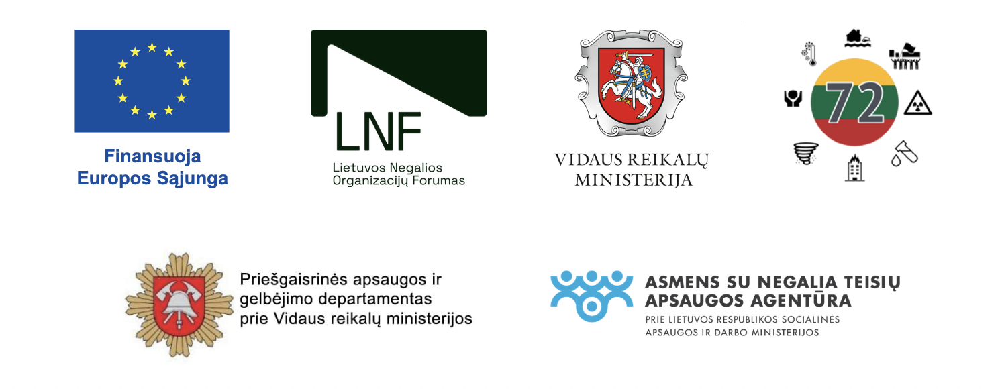 Finansuoja
Europos Sąjunga
LNF
Lietuvos Negalios
Organizacijų Forumas
VIDAUS REIKALŲ
MINISTERIJA
72
Priešgaisrinės apsaugos ir
gelbėjimo departamentas
prie Vidaus reikalų ministerijos
ASMENS SU NEGALIA TEISIŲ
APSAUGOS AGENTŪRA
PRIE LIETUVOS RESPUBLIKOS SOCIALINĖS
APSAUGOS IR DARBO MINISTERIJOS